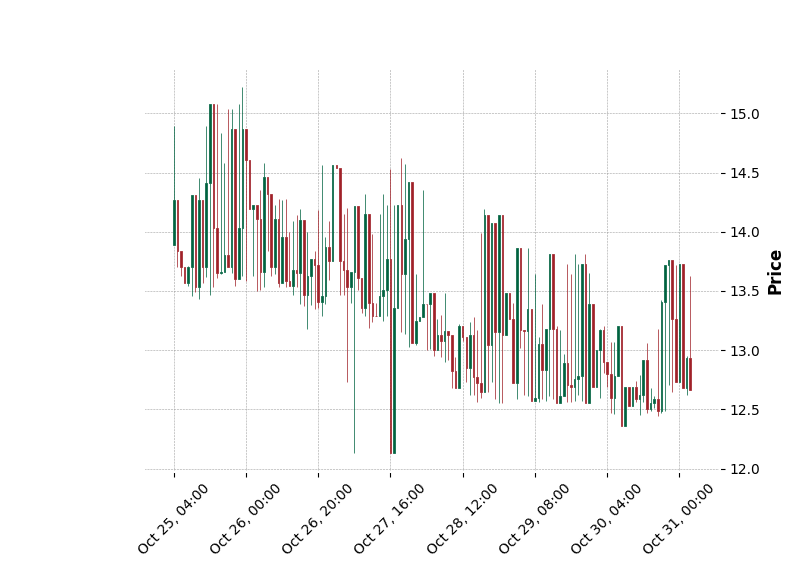 15.0
14.5
14.0
13.5
13.0
12.5
12.0
Price
Oct 25, 04:00
Oct 26, 00:00
Oct 26, 20:00
Oct 27, 16:00
Oct 28, 12:00
Oct 29, 08:00
Oct 30, 04:00
Oct 31, 00:00